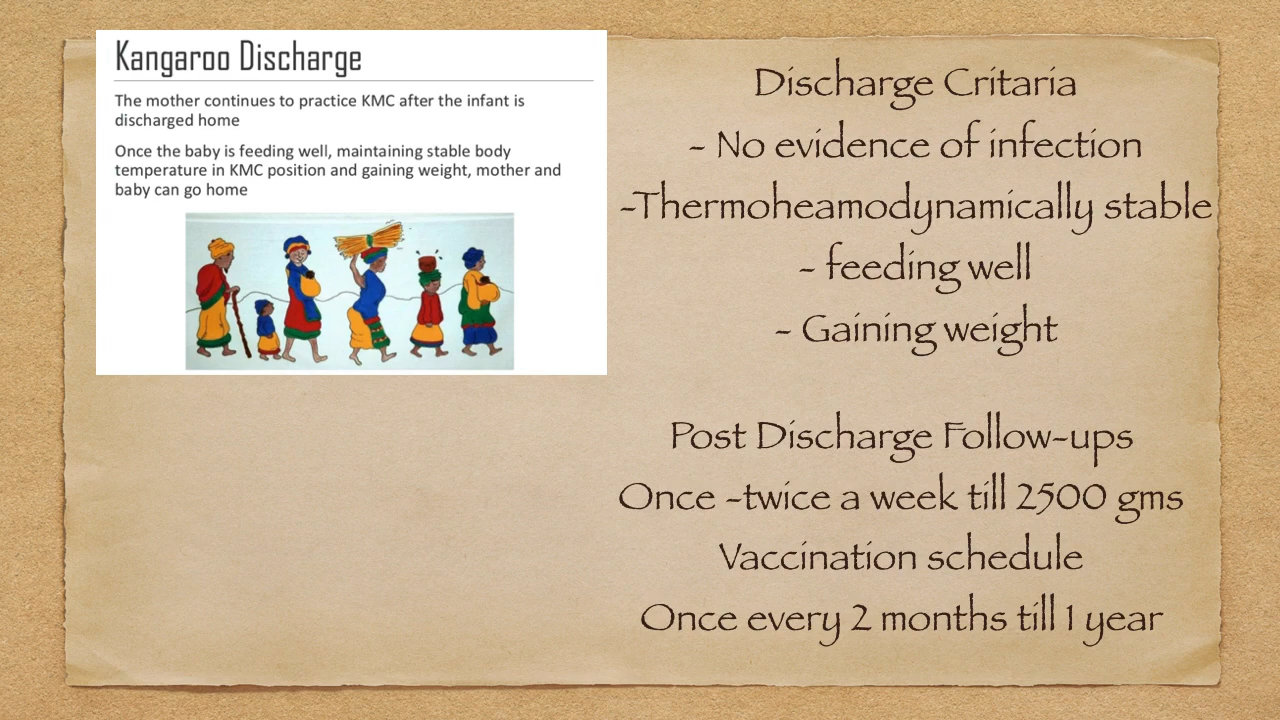 Kangaroo Discharge
The mother continues to practice KMC after the infant is
discharged home
Once the baby is feeding well, maintaining stable body
temperature in KMC position and gaining weight, mother and
baby can go home
Discharge Critaria
- No evidence of infection
-Thermoheamodynamically stable
- feeding well
- Gaining weight
Post Discharge Follow-ups
Once -twice a week till 2500 gms
Vaccination schedule
Once every 2 months till 1 year